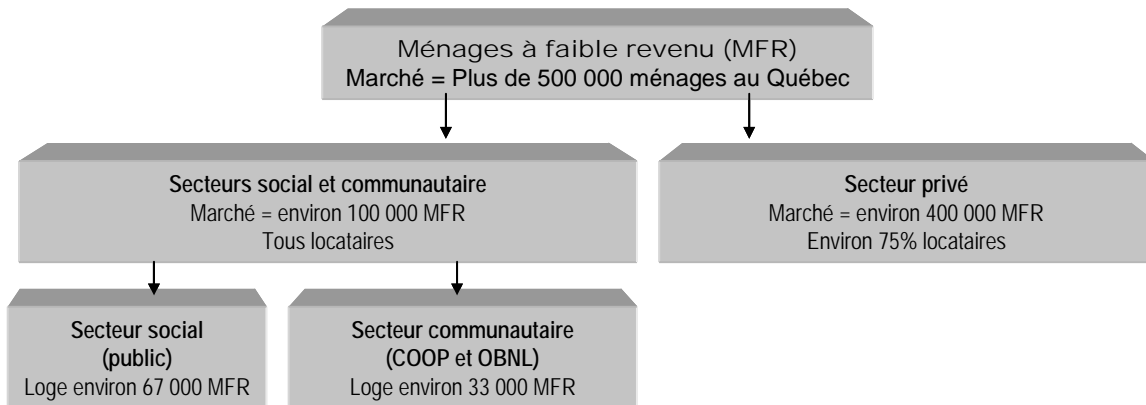 Ménages à faible revenu (MFR)
Marché = Plus de 500 000 ménages au Québec
Secteurs social et communautaire
Marché = environ 100 000 MFR
Tous locataires
Secteur privé
Marché = environ 400 000 MFR
Environ 75% locataires
Secteur social
(public)
Loge environ 67 000 MFR
Secteur communautaire
(COOP et OBNL)
Loge environ 33 000 MFR